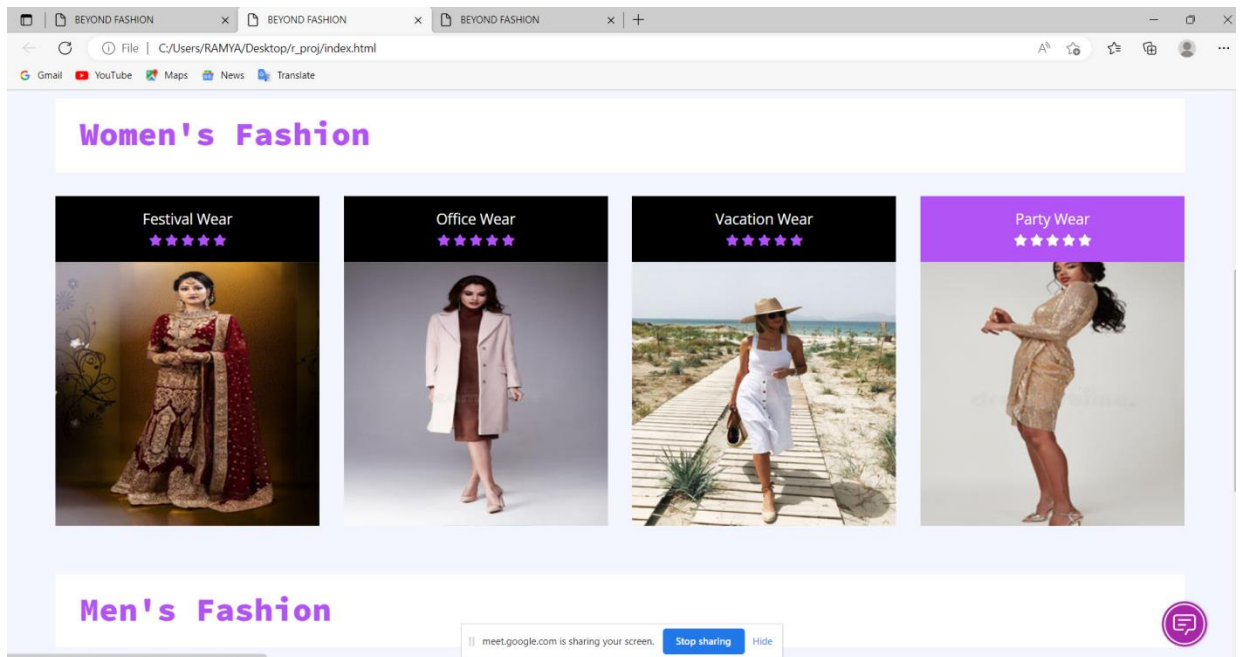 BEYOND FASHION
BEYOND FASHION
BEYOND FASHION
File | C:/Users/RAMYA/Desktop/r_proj/index.html
Gmail YouTube Maps News Translate
Women's Fashion
Festival Wear
Office Wear
Vacation Wear
Party Wear
Men's Fashion
meet.google.com is sharing your screen. Stop sharing Hide